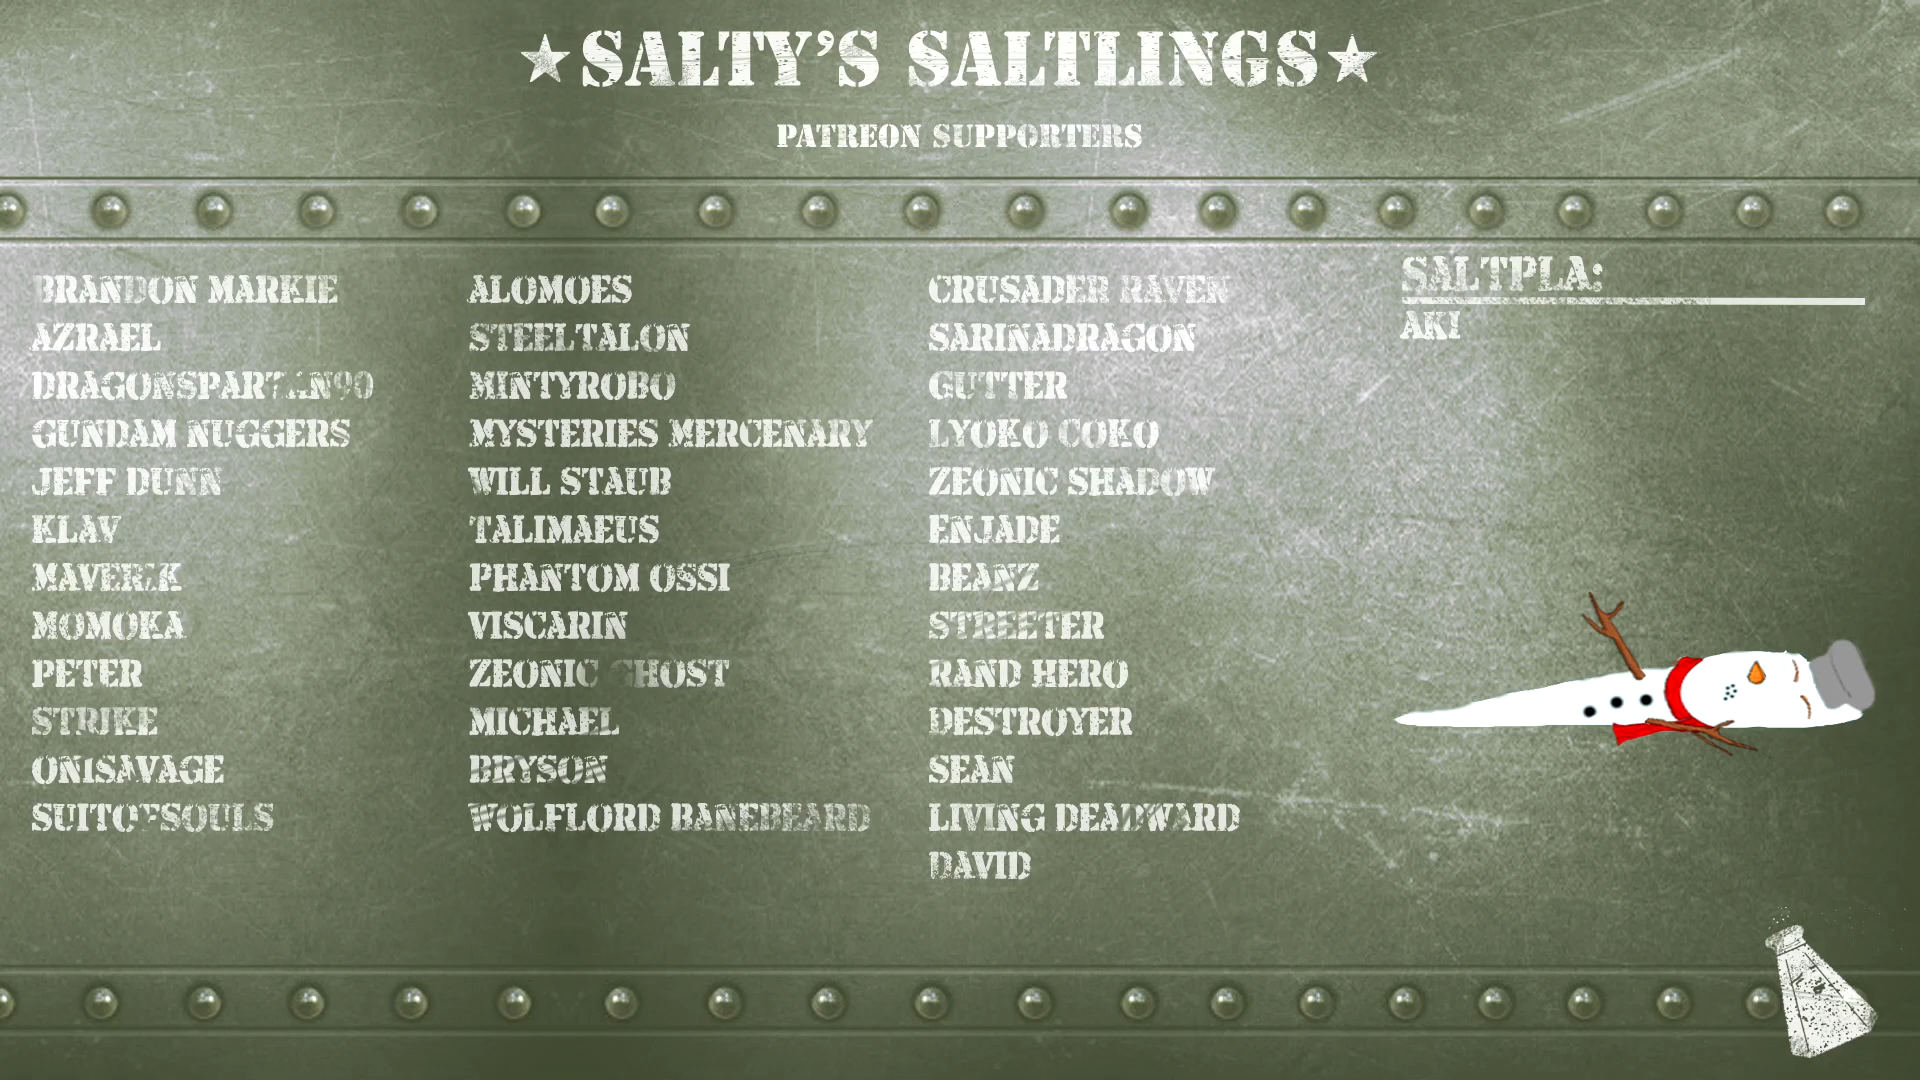 ★SALTY'S SALTLINGS★
PATREON SUPPORTERS
BRANDON MARKIE
AZRAEL
DRAGONSPARTAN90
GUNDAM NUGGERS
JEFF DUNN
KLAV
MAVERIK
MOMOKA
PETER
STRIKE
ON1SAVAGE
SUITOFSOULS
ALOMOES
STEELTALON
MINTYROBO
MYSTERIES MERCENARY
WILL STAUB
TALIMAEUS
PHANTOM OSSI
VISCARIN
ZEONIC GHOST
MICHAEL
BRYSON
WOLFLORD BANEBEARD
CRUSADER RAVEN
SARINADRAGON
GUTTER
LYOKO COKO
ZEONIC SHADOW
ENJADE
BEANZ
STREETER
RAND HERO
DESTROYER
SEAN
LIVING DEADWARD
DAVID
SALTPLA:
AKI